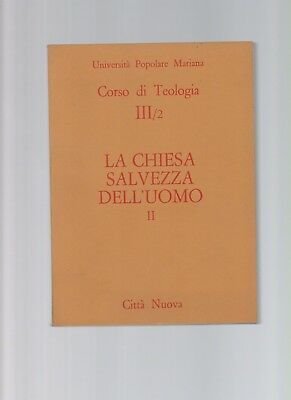 Università Popolare Mariana
Corso di Teologia
III/2
LA CHIESA
SALVEZZA
DELL'UOMO
II
Città Nuova